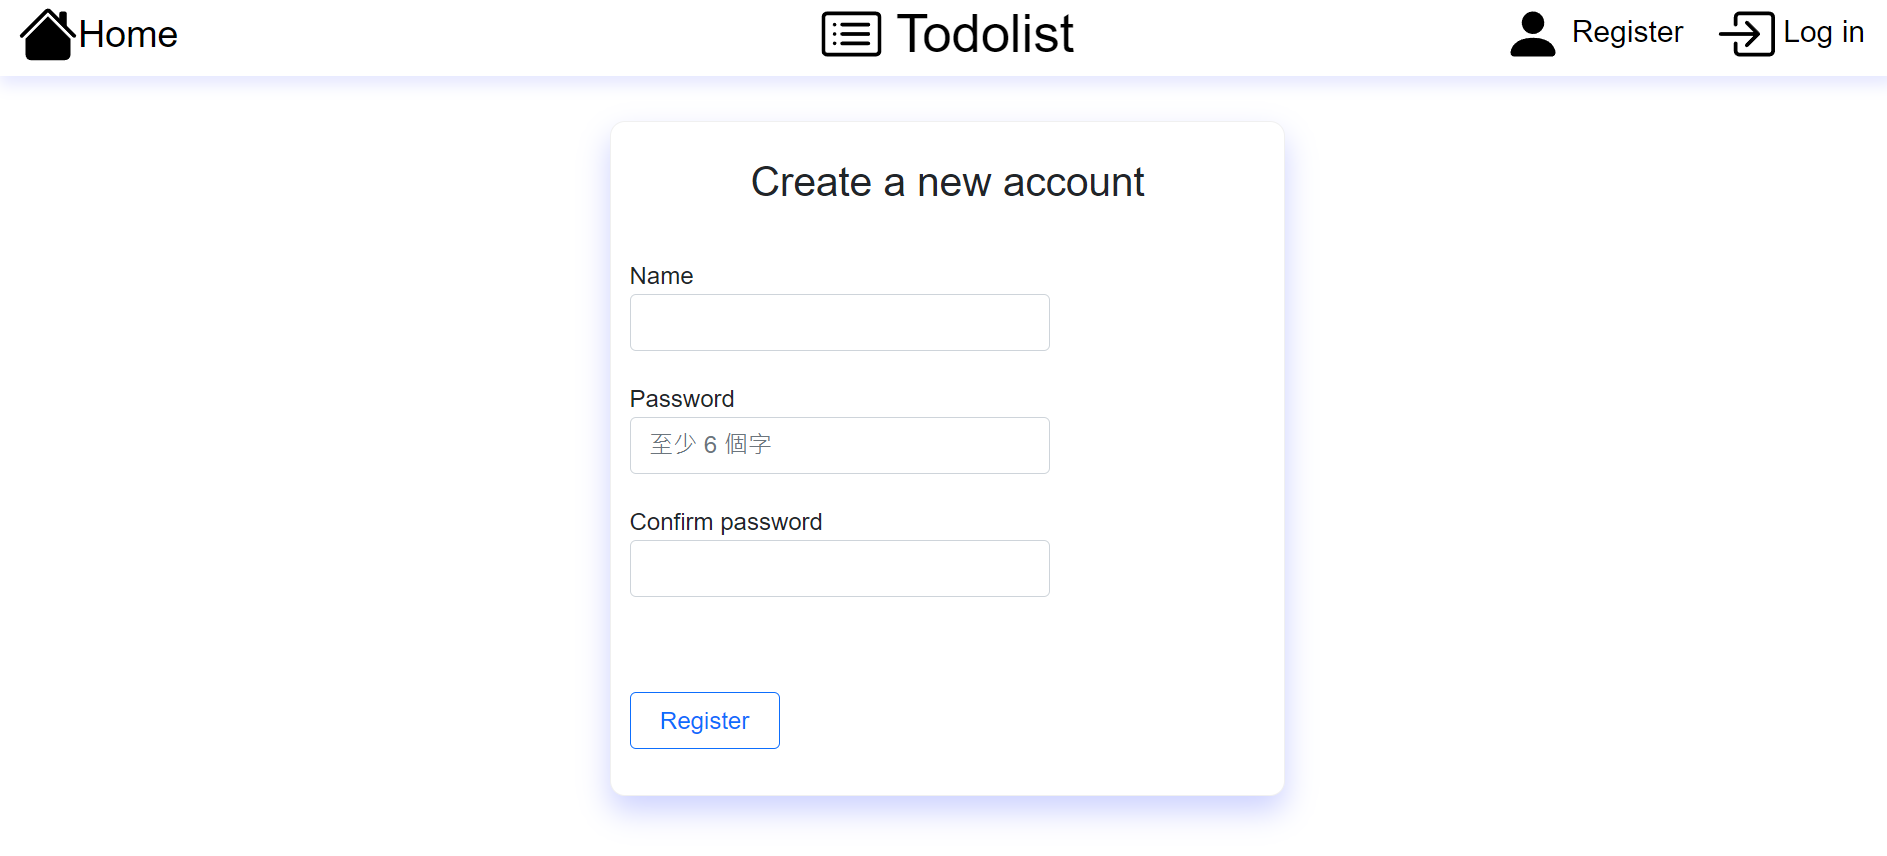 Home
Todolist
Register
Log in
Create a new account
Name
Password
至少 6 個字
Confirm password
Register